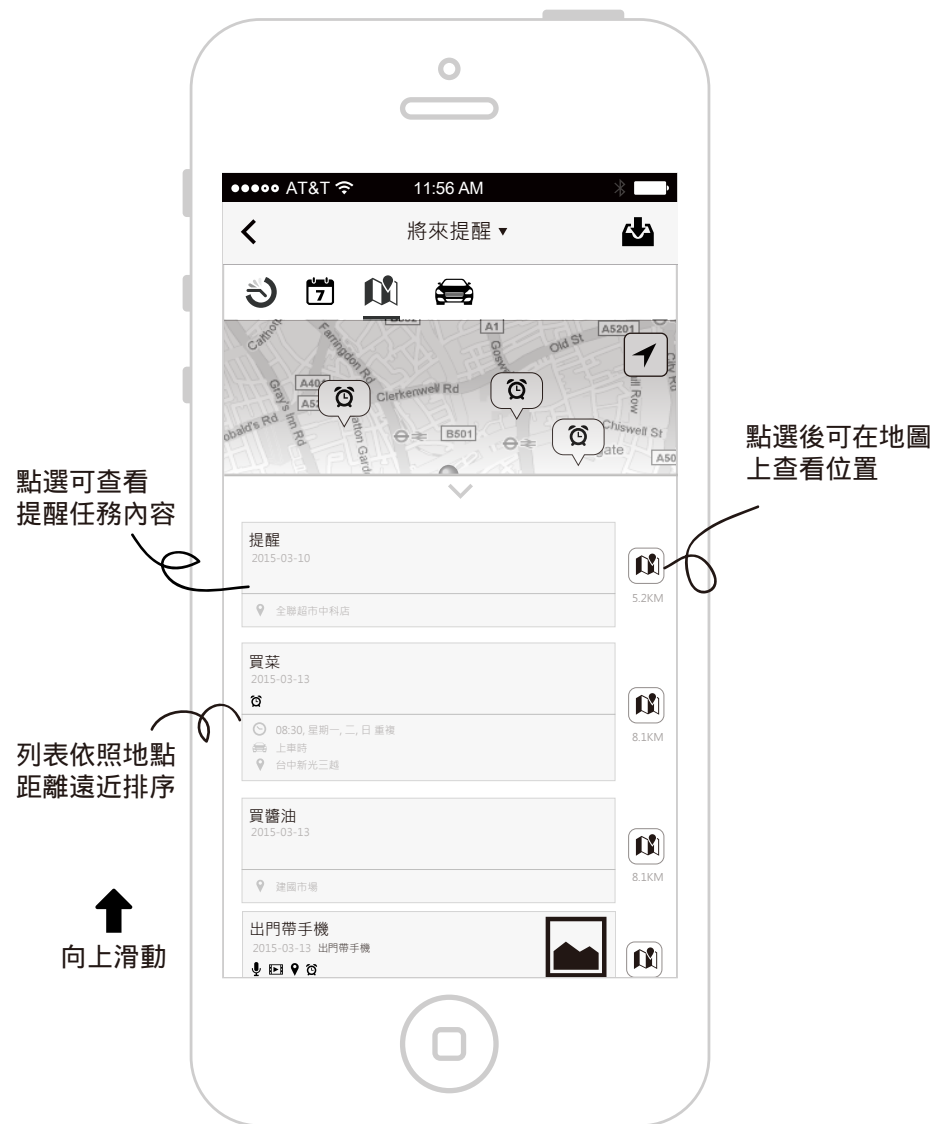 AT&T 11:56 AM
將來提醒
7
A1
A5201
Old St
Farringdon Rd
Clerkenwell Rd
Gray's Inn Rd
B501
Chiswell St
點選後可在地圖
上查看位置
點選可查看
提醒任務內容
提醒
2015-03-10
全聯超市中科店
5.2KM
買菜
2015-03-13
08:30, 星期一, 二, 日 重複
上車時
台中新光三越
8.1KM
列表依照地點
距離遠近排序
買醬油
2015-03-13
建國市場
8.1KM
向上滑動
出門帶手機
2015-03-13 出門帶手機